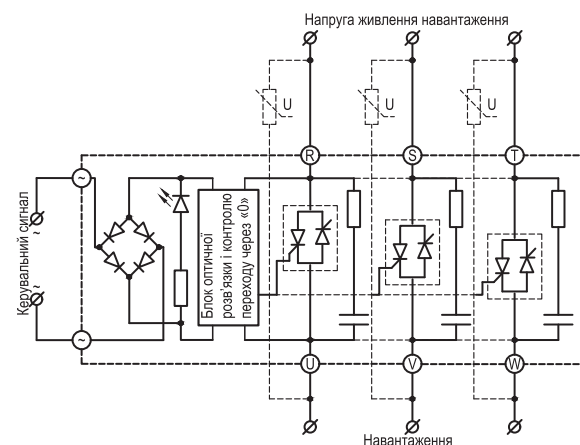 Напруга живлення навантаження
U
U
U
R
S
T
~
Керувальний сигнал
~
~
Блок оптичної
розв'язки і контролю
переходу через «0»
~
U
V
W
Навантаження